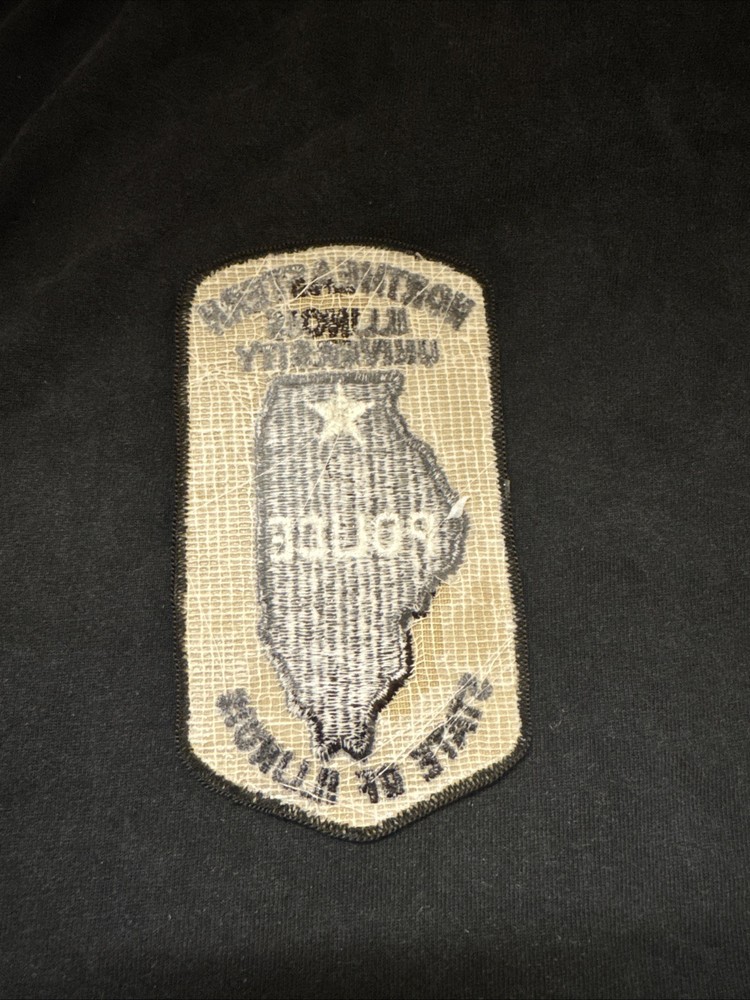 NORTHEASTERN
ILLINOIS
UNIVERSITY
POLICE
STATE OF ILLINOIS